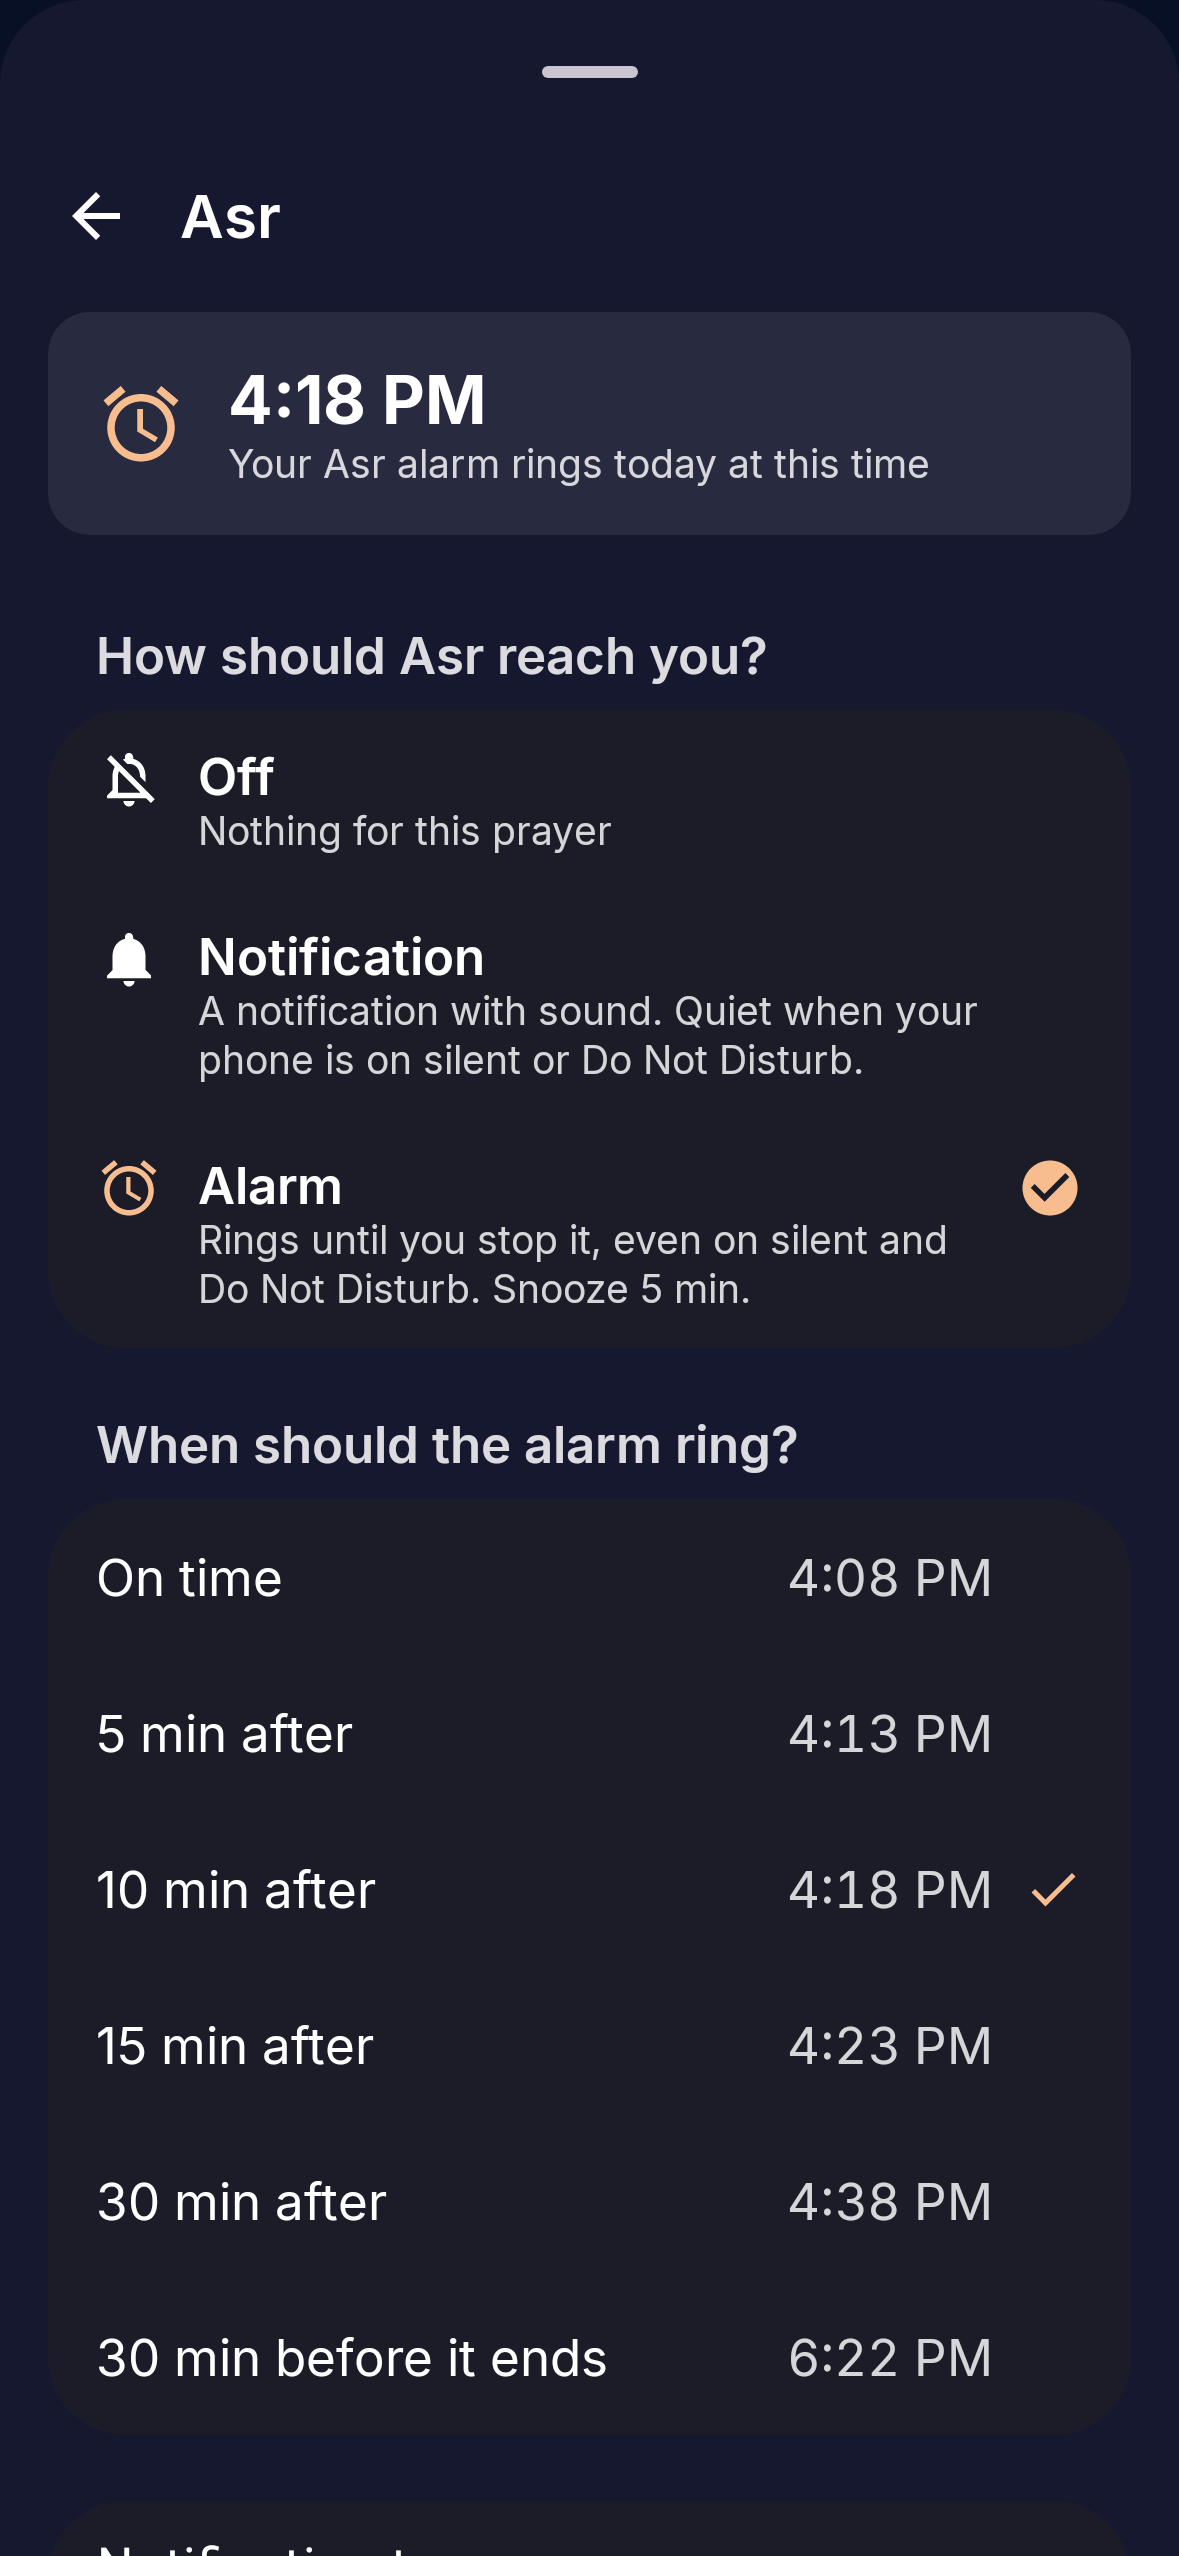 Asr
4:18 PM
Your Asr alarm rings today at this time
How should Asr reach you?
Off
Nothing for this prayer
Notification
A notification with sound. Quiet when your
phone is on silent or Do Not Disturb.
Alarm
Rings until you stop it, even on silent and
Do Not Disturb. Snooze 5 min.
When should the alarm ring?
On time 4:08 PM
5 min after 4:13 PM
10 min after 4:18 PM
15 min after 4:23 PM
30 min after 4:38 PM
30 min before it ends 6:22 PM